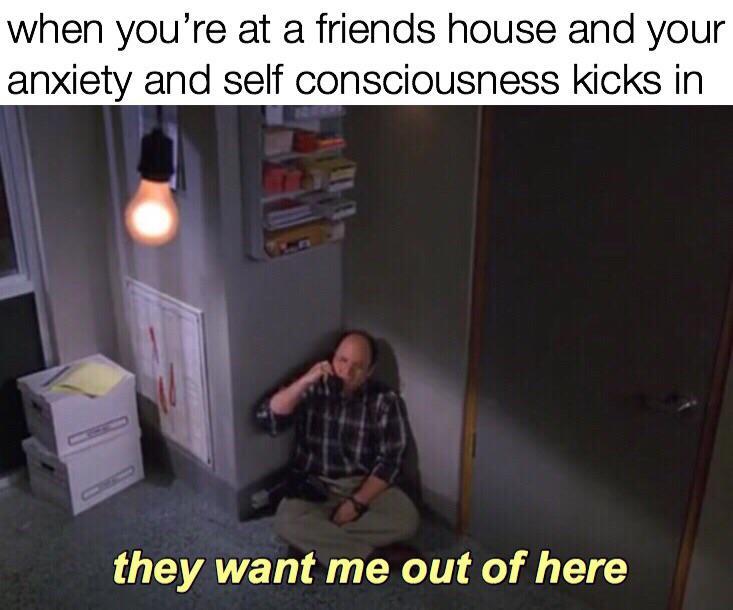 when you’re at a friends house and your
anxiety and self consciousness kicks in
they want me out of here